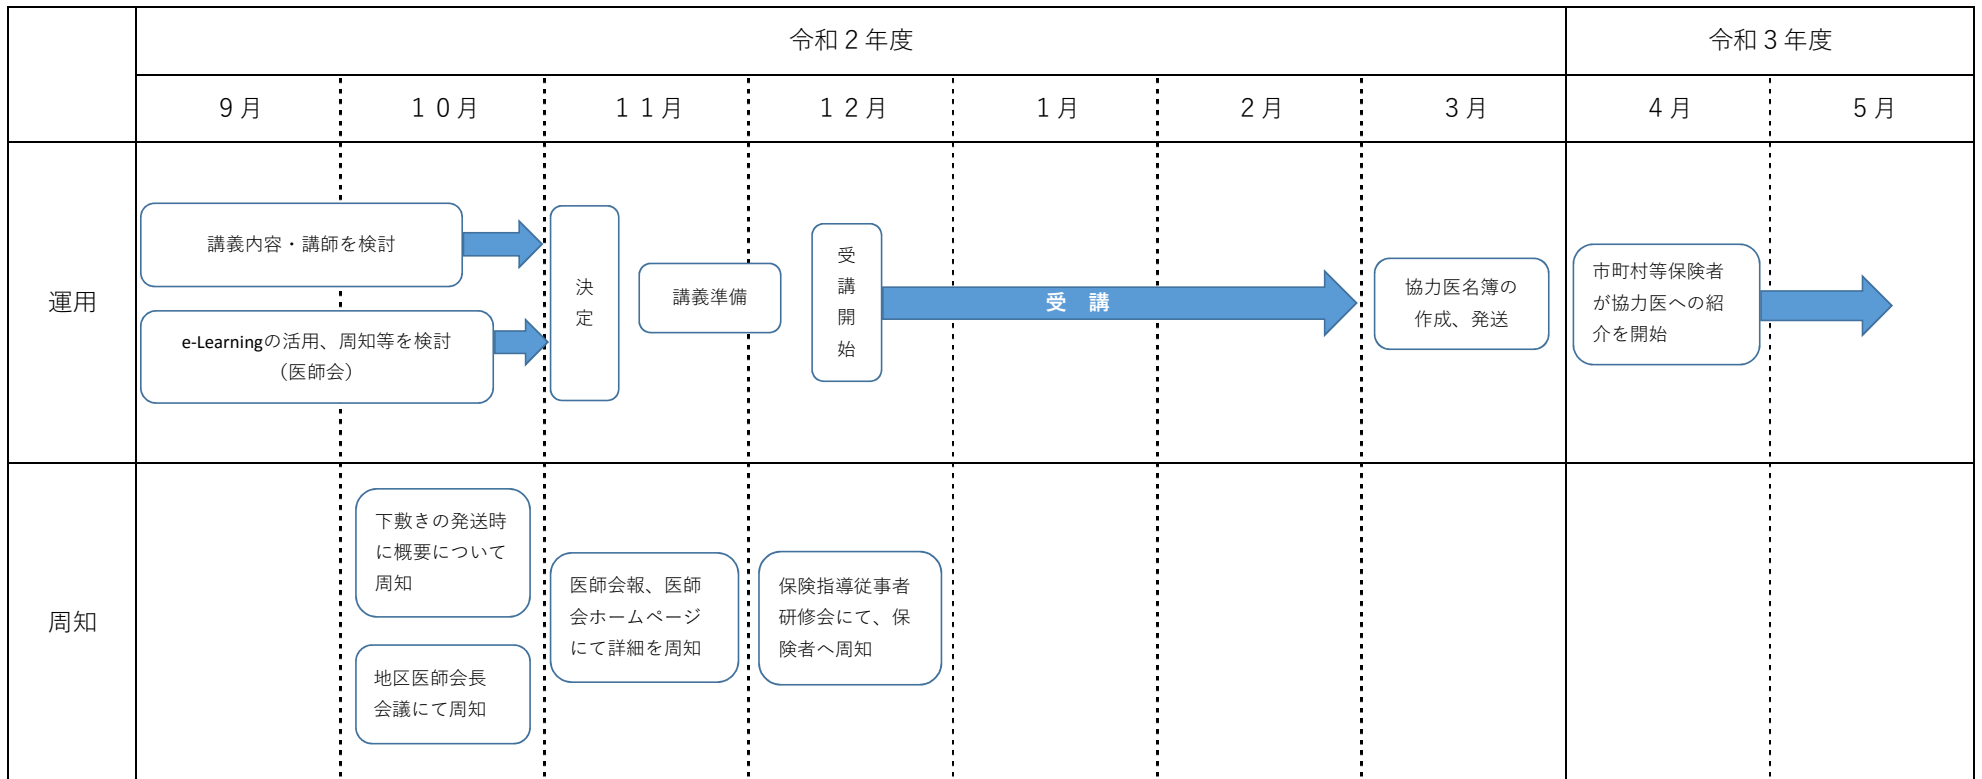 令和２年度
令和３年度
９月
１０月
１１月
１２月
１月
２月
３月
４月
５月
運用
講義内容・講師を検討
e-Learningの活用、周知等を検討
（医師会）
決
定
講義準備
受
講
開
始
受　講
協力医名簿の
作成、発送
市町村等保険者
が協力医への紹
介を開始
周知
下敷きの発送時
に概要について
周知
地区医師会長
会議にて周知
医師会報、医師
会ホームページ
にて詳細を周知
保険指導従事者
研修会にて、保
険者へ周知